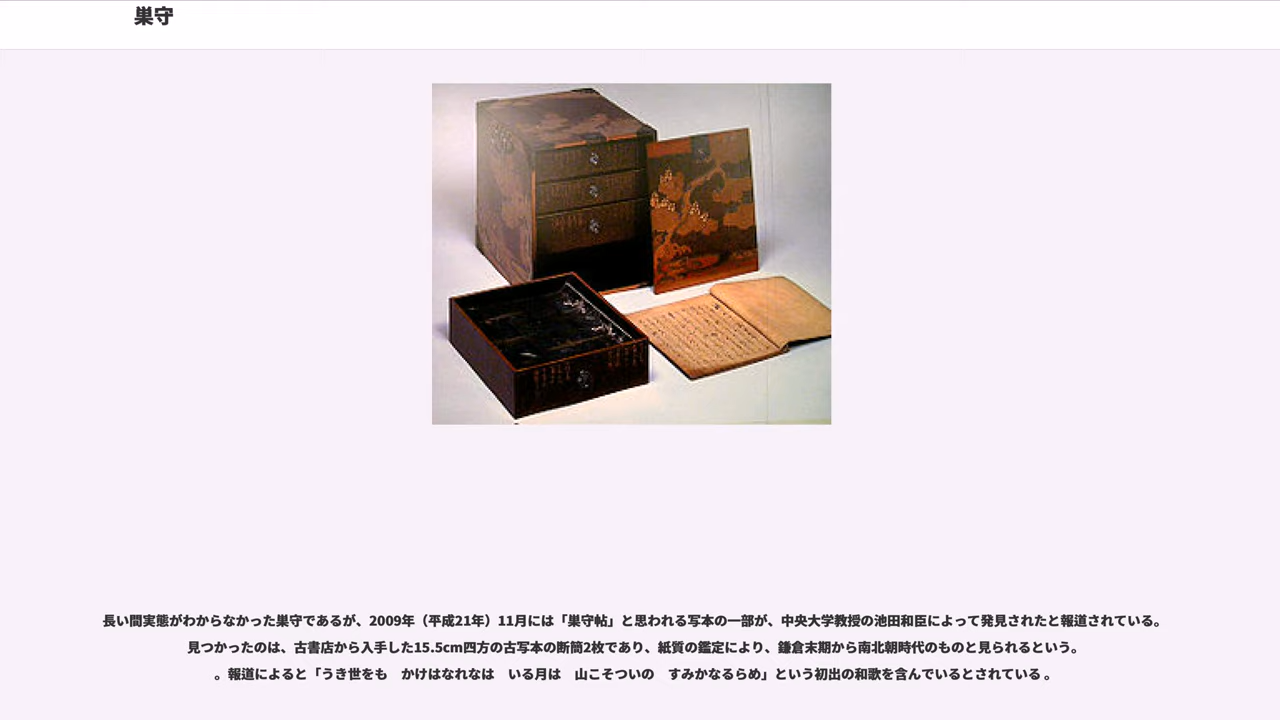 巣守
長い間実態がわからなかった巣守であるが、2009年（平成21年）11月には「巣守帖」と思われる写本の一部が、中央大学教授の池田和臣によって発見されたと報道されている。
見つかったのは、古書店から入手した15.5cm四方の古写本の断簡2枚であり、紙質の鑑定により、鎌倉末期から南北朝時代のものと見られるという。
。報道によると「うき世をも　かけはなれなは　いる月は　山こそついの　すみかなるらめ」という初出の和歌を含んでいるとされている 。